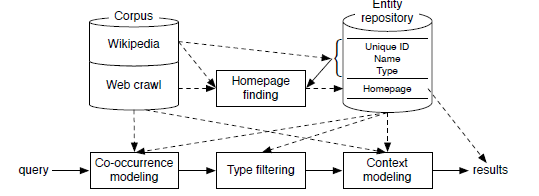 Corpus
Wikipedia
Web crawl
Homepage
finding
Entity
repository
Unique ID
Name
Type
Homepage
query
Co-occurrence
modeling
Type filtering
Context
modeling
results